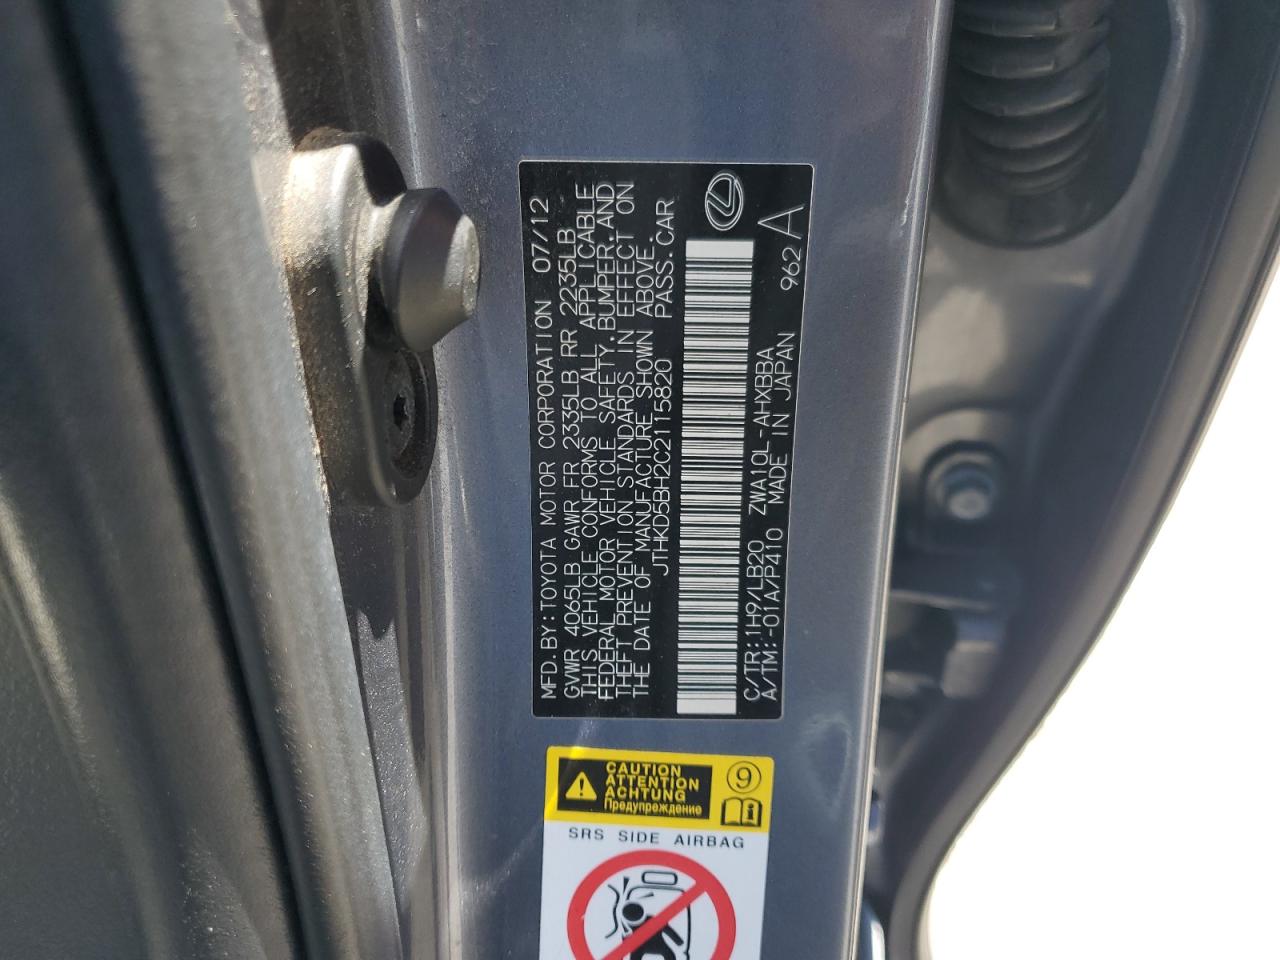 MFD.BY:TOYOTA MOTOR CORPORATION 07/12
GVWR 4065LB GAWR FR 2335LB RR 2235LB
THIS VEHICLE CONFORMS TO ALL APPLICABLE
FEDERAL MOTOR VEHICLE SAFETY,BUMPER,AND
THEFT PREVENTION STANDARDS IN EFFECT ON
THE DATE OF MANUFACTURE SHOWN ABOVE.
JTHKD5BH2C2115820 PASS.CAR
C/TR:1H9/LB20 ZWA10L-AHXBBA
A/TM:-01A/P410 MADE IN JAPAN
962 A
CAUTION
ATTENTION
ACHTUNG
Предупреждение
9
SRS SIDE AIRBAG